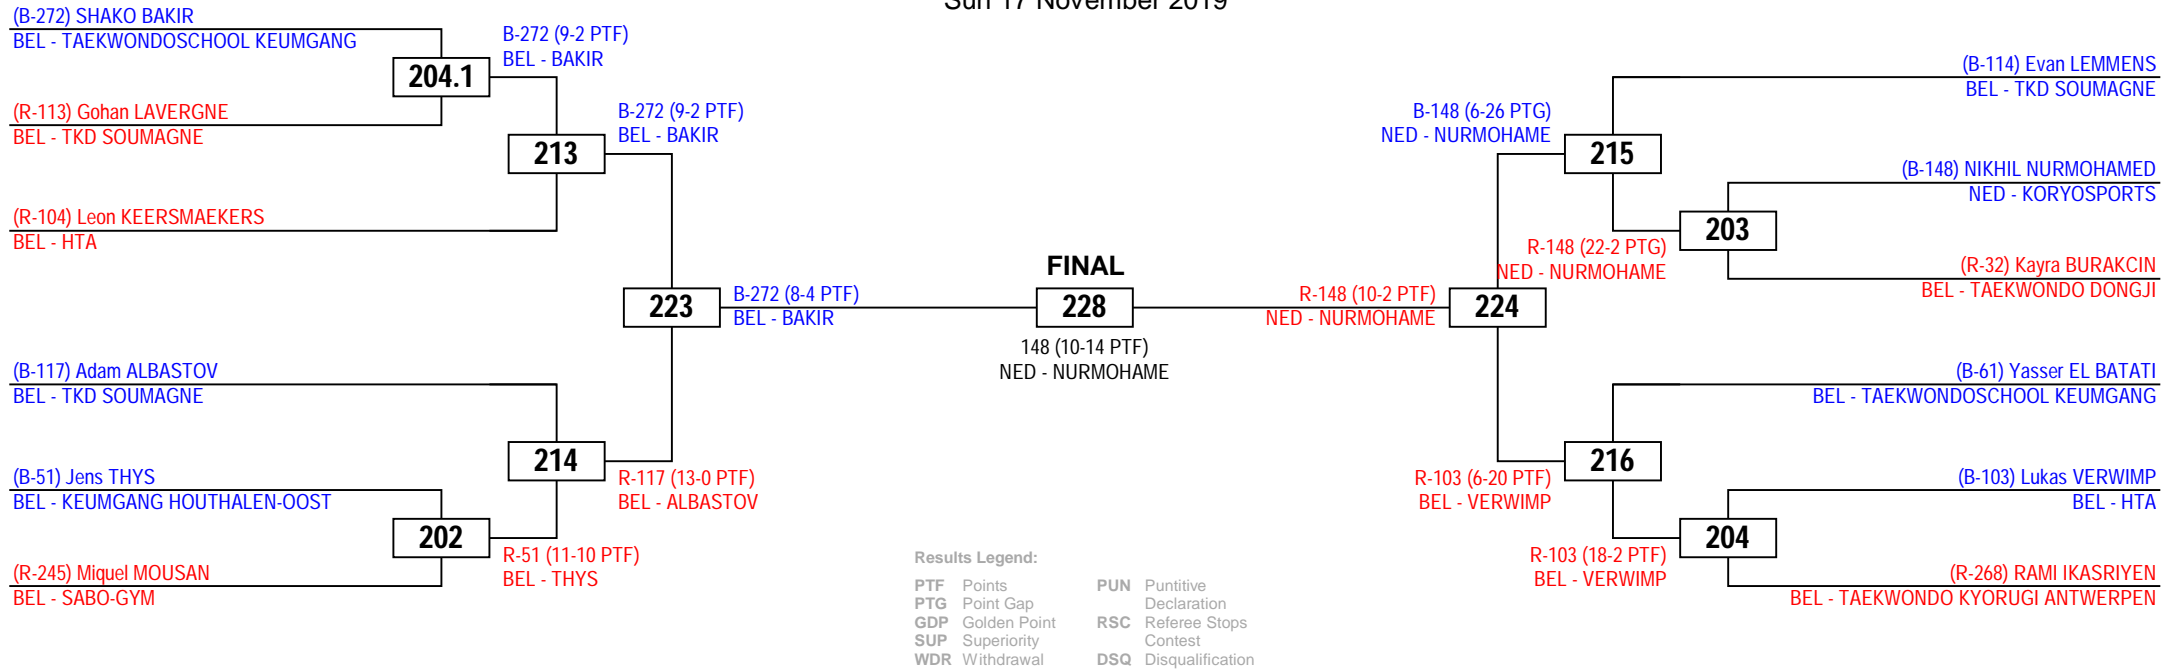 Sun 17 November 2019
(B-272) SHAKO BAKIR
BEL - TAEKWONDOSCHOOL KEUMGANG
204.1
B-272 (9-2 PTF)
BEL - BAKIR
(R-113) Gohan LAVERGNE
BEL - TKD SOUMAGNE
213
B-272 (9-2 PTF)
BEL - BAKIR
(R-104) Leon KEERSMAEKERS
BEL - HTA
223
B-272 (8-4 PTF)
BEL - BAKIR
(B-117) Adam ALBASTOV
BEL - TKD SOUMAGNE
214
R-117 (13-0 PTF)
BEL - ALBASTOV
(B-51) Jens THYS
BEL - KEUMGANG HOUTHALEN-OOST
202
R-51 (11-10 PTF)
BEL - THYS
(R-245) Miquel MOUSAN
BEL - SABO-GYM
FINAL
228
148 (10-14 PTF)
NED - NURMOHAME
(B-114) Evan LEMMENS
BEL - TKD SOUMAGNE
B-148 (6-26 PTG)
NED - NURMOHAME
215
(B-148) NIKHIL NURMOHAMED
NED - KORYOSPORTS
203
R-148 (22-2 PTG)
NED - NURMOHAME
(R-32) Kayra BURAKCIN
BEL - TAEKWONDO DONGJI
R-148 (10-2 PTF)
NED - NURMOHAME
224
(B-61) Yasser EL BATATI
BEL - TAEKWONDOSCHOOL KEUMGANG
216
R-103 (6-20 PTF)
BEL - VERWIMP
(B-103) Lukas VERWIMP
BEL - HTA
204
R-103 (18-2 PTF)
BEL - VERWIMP
(R-268) RAMI IKASRIYEN
BEL - TAEKWONDO KYORUGI ANTWERPEN
Results Legend:
PTF Points
PTG Point Gap
GDP Golden Point
SUP Superiority
WDR Withdrawal
PUN Puntitive
Declaration
RSC Referee Stops
Contest
DSQ Disqualification